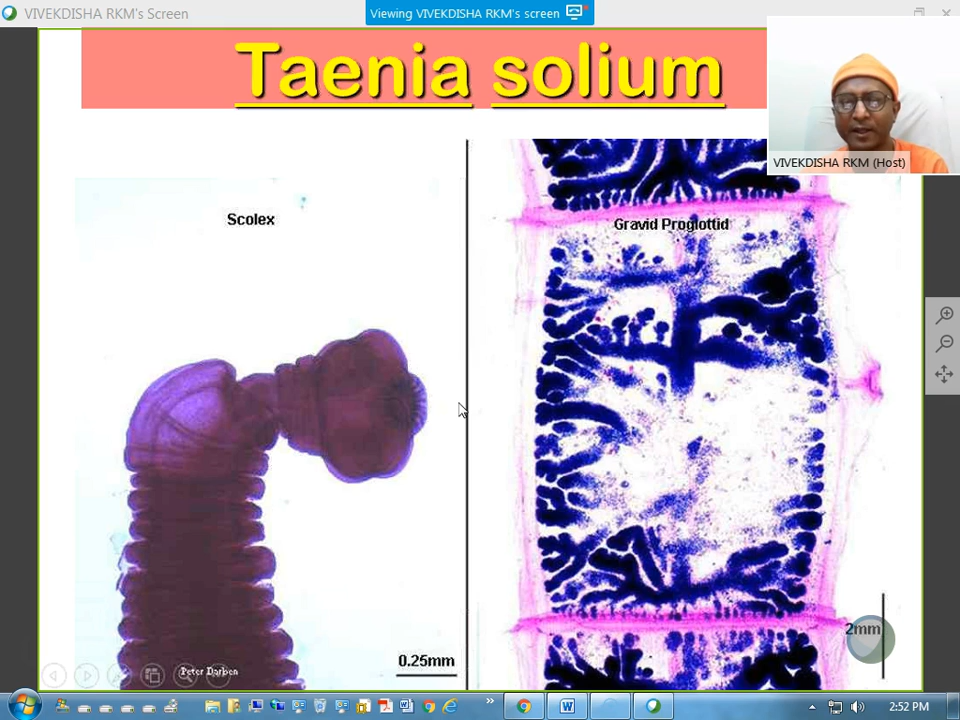 VIVEKDISHA RKM's Screen
Viewing VIVEKDISHA RKM's screen
Taenia solium
VIVEKDISHA RKM (Host)
Scolex
Gravid Proglottid
2mm
0.25mm
Peter Darben
2:52 PM